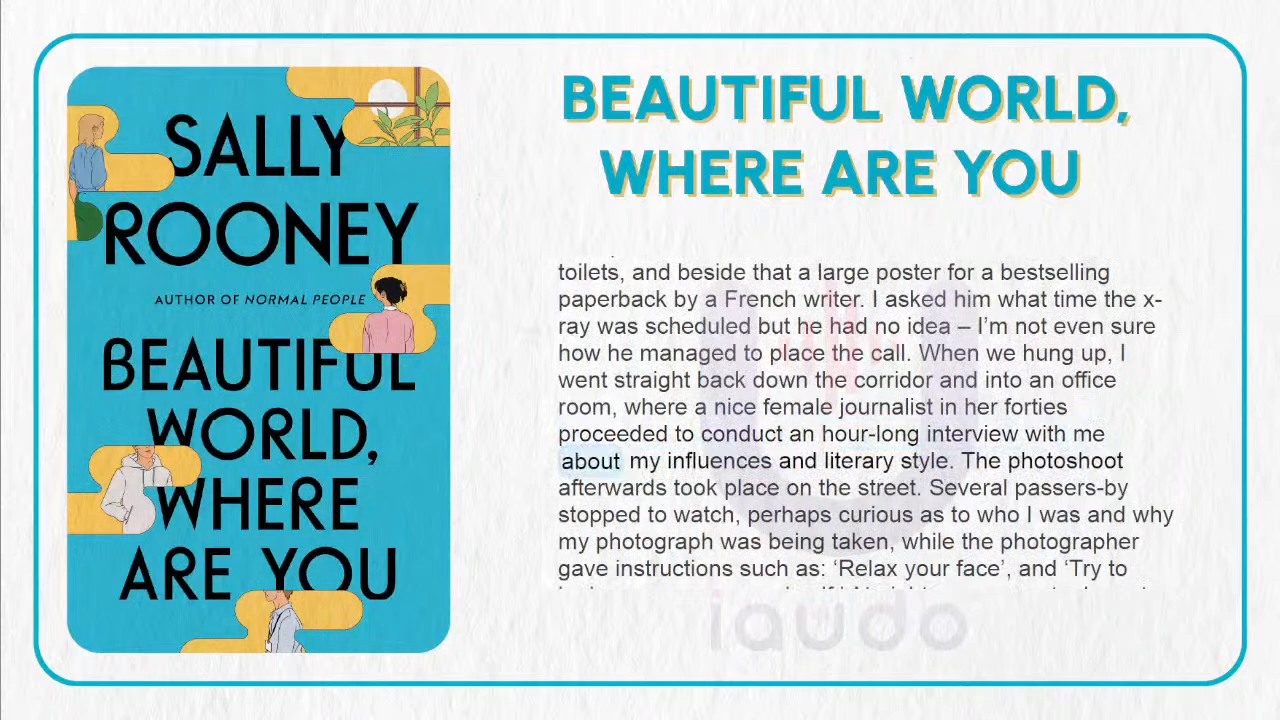 SALLY
ROONEY
AUTHOR OF NORMAL PEOPLE
BEAUTIFUL
WORLD,
WHERE
ARE YOU
BEAUTIFUL WORLD,
WHERE ARE YOU
toilets, and beside that a large poster for a bestselling
paperback by a French writer. I asked him what time the x-
ray was scheduled but he had no idea – I’m not even sure
how he managed to place the call. When we hung up, I
went straight back down the corridor and into an office
room, where a nice female journalist in her forties
proceeded to conduct an hour-long interview with me
about my influences and literary style. The photoshoot
afterwards took place on the street. Several passers-by
stopped to watch, perhaps curious as to who I was and why
my photograph was being taken, while the photographer
gave instructions such as: ‘Relax your face’, and ‘Try to
iaudo